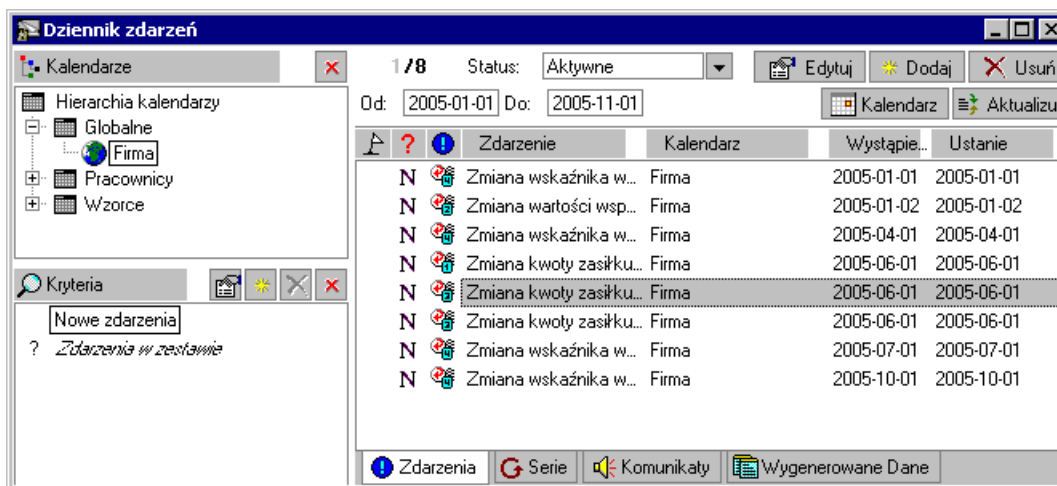 Dziennik zdarzeń
Kalendarze
Hierarchia kalendarzy
Globalne
Firma
Pracownicy
Wzorce
Kryteria
Nowe zdarzenia
? Zdarzenia w zestawie
1/8 Status: Aktywne Edytuj Dodaj Usuń
Od: 2005-01-01 Do: 2005-11-01 Kalendarz Aktualizu
? Zdarzenie Kalendarz Wystąpie... Ustanie
N Zmiana wskaźnika w... Firma 2005-01-01 2005-01-01
N Zmiana wartości wsp... Firma 2005-01-02 2005-01-02
N Zmiana wskaźnika w... Firma 2005-04-01 2005-04-01
N Zmiana kwoty zasiłku... Firma 2005-06-01 2005-06-01
N Zmiana kwoty zasiłku... Firma 2005-06-01 2005-06-01
N Zmiana kwoty zasiłku... Firma 2005-06-01 2005-06-01
N Zmiana wskaźnika w... Firma 2005-07-01 2005-07-01
N Zmiana wskaźnika w... Firma 2005-10-01 2005-10-01
Zdarzenia Serie Komunikaty Wygenerowane Dane